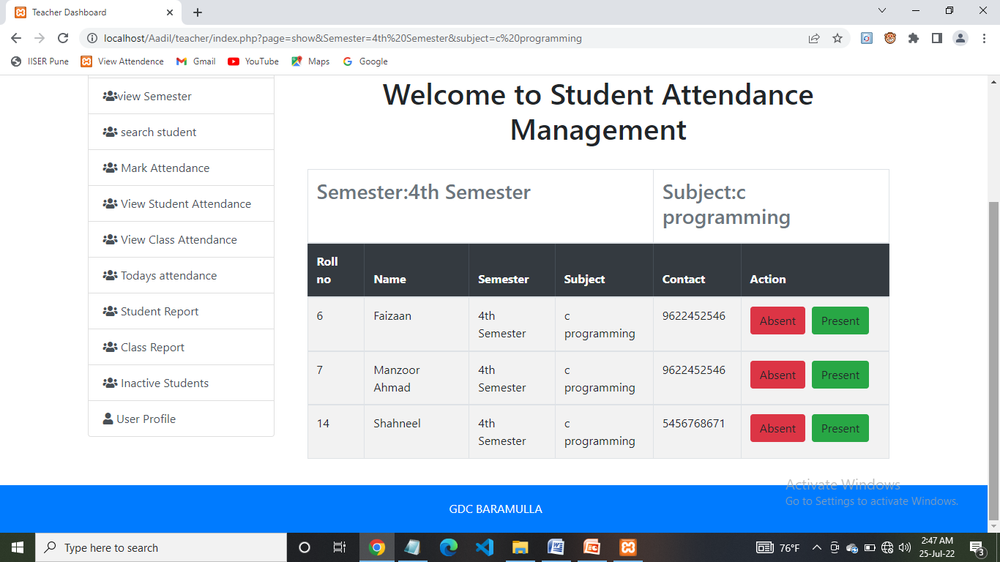 Teacher Dashboard
localhost/Aadil/teacher/index.php?page=show&Semester=4th%20Semester&subject=c%20programming
IISER Pune View Attendence Gmail YouTube Maps Google
view Semester
search student
Mark Attendance
View Student Attendance
View Class Attendance
Todays attendance
Student Report
Class Report
Inactive Students
User Profile
Welcome to Student Attendance
Management
Semester:4th Semester
Subject:c
programming
Roll
no Name Semester Subject Contact Action
6 Faizaan 4th c 9622452546 Absent Present
Semester programming
7 Manzoor 4th c 9622452546 Absent Present
Ahmad Semester programming
14 Shahneel 4th c 5456768671 Absent Present
Semester programming
Activate Windows
Go to Settings to activate Windows.
GDC BARAMULLA
Type here to search
76°F
2:47 AM
25-Jul-22
3